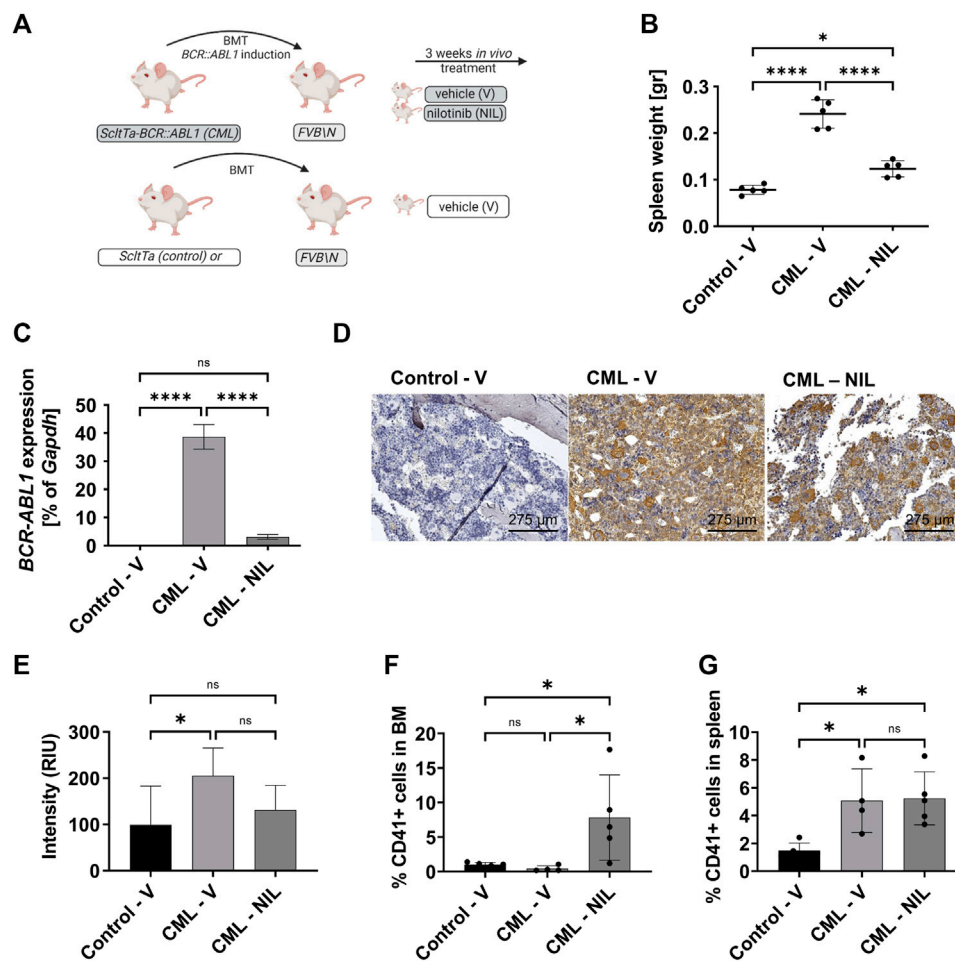 A
BMT
BCR::ABL1 induction
3 weeks in vivo
treatment
vehicle (V)
nilotinib (NIL)
ScltTa-BCR::ABL1 (CML)
FVB\N
BMT
vehicle (V)
ScltTa (control) or
FVB\N
B
*
**** ****
Spleen weight [gr]
0.3
0.2
0.1
0.0
Control - V
CML - V
CML - NIL
C
ns
**** ****
BCR-ABL1 expression
[% of Gapdh]
50
40
30
20
10
0
Control - V
CML - V
CML - NIL
D
Control - V
CML - V
CML – NIL
275 µm
275 µm
275 µm
E
ns
* ns
Intensity (RIU)
300
200
100
0
Control - V
CML - V
CML - NIL
F
*
ns *
% CD41+ cells in BM
20
15
10
5
0
Control - V
CML - V
CML - NIL
G
*
* ns
% CD41+ cells in spleen
10
8
6
4
2
0
Control - V
CML - V
CML - NIL